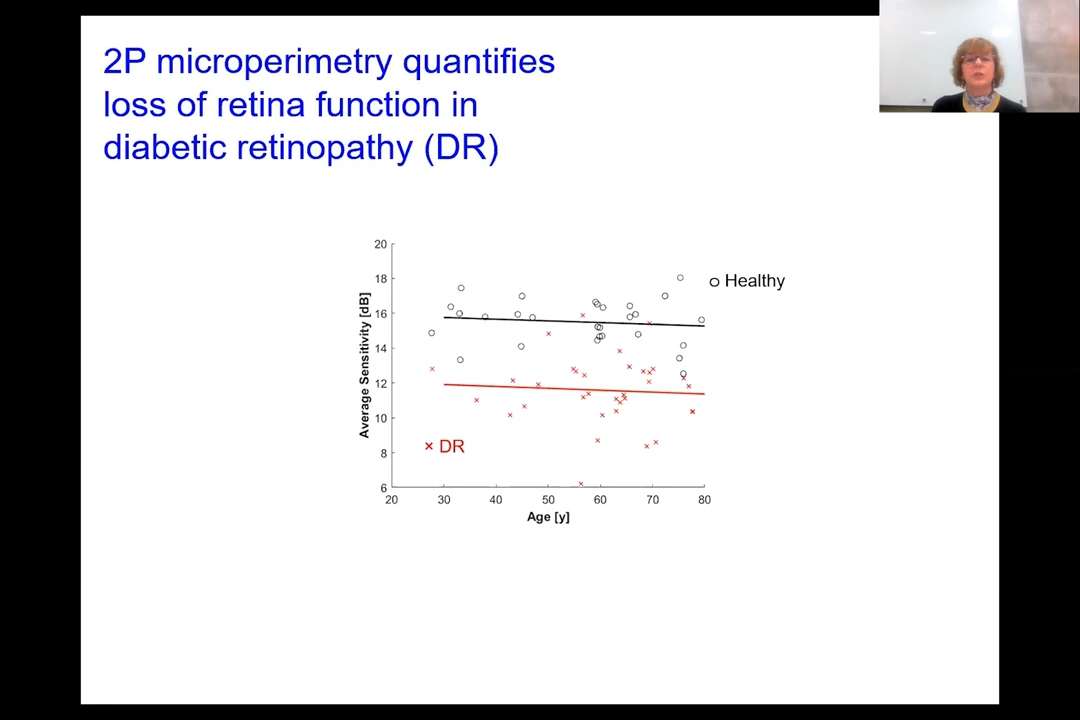 2P microperimetry quantifies
loss of retina function in
diabetic retinopathy (DR)
20
18
16
14
12
10
8
6
Average Sensitivity [dB]
○ Healthy
× DR
20 30 40 50 60 70 80
Age [y]